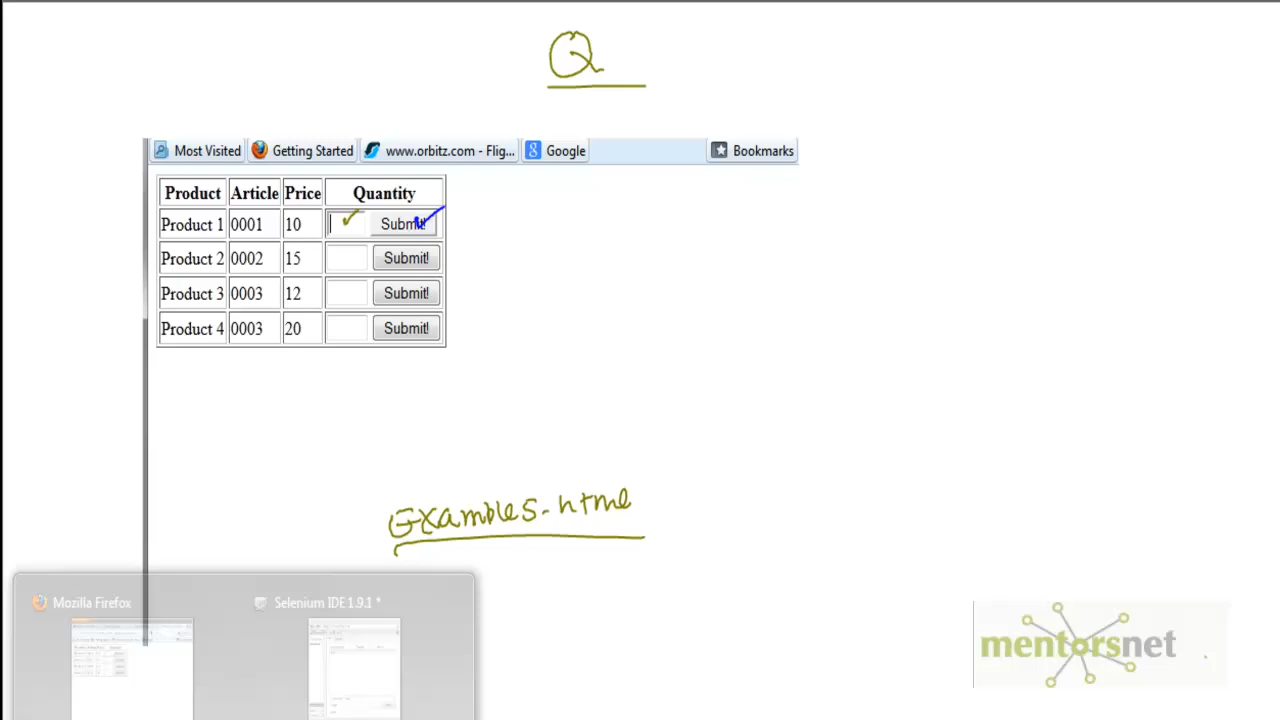 Q
Most Visited Getting Started www.orbitz.com - Flig... Google Bookmarks
Product Article Price Quantity
Product 1 0001 10 Submit!
Product 2 0002 15 Submit!
Product 3 0003 12 Submit!
Product 4 0003 20 Submit!
Examples.html
Mozilla Firefox Selenium IDE 1.9.1 *
mentorsnet